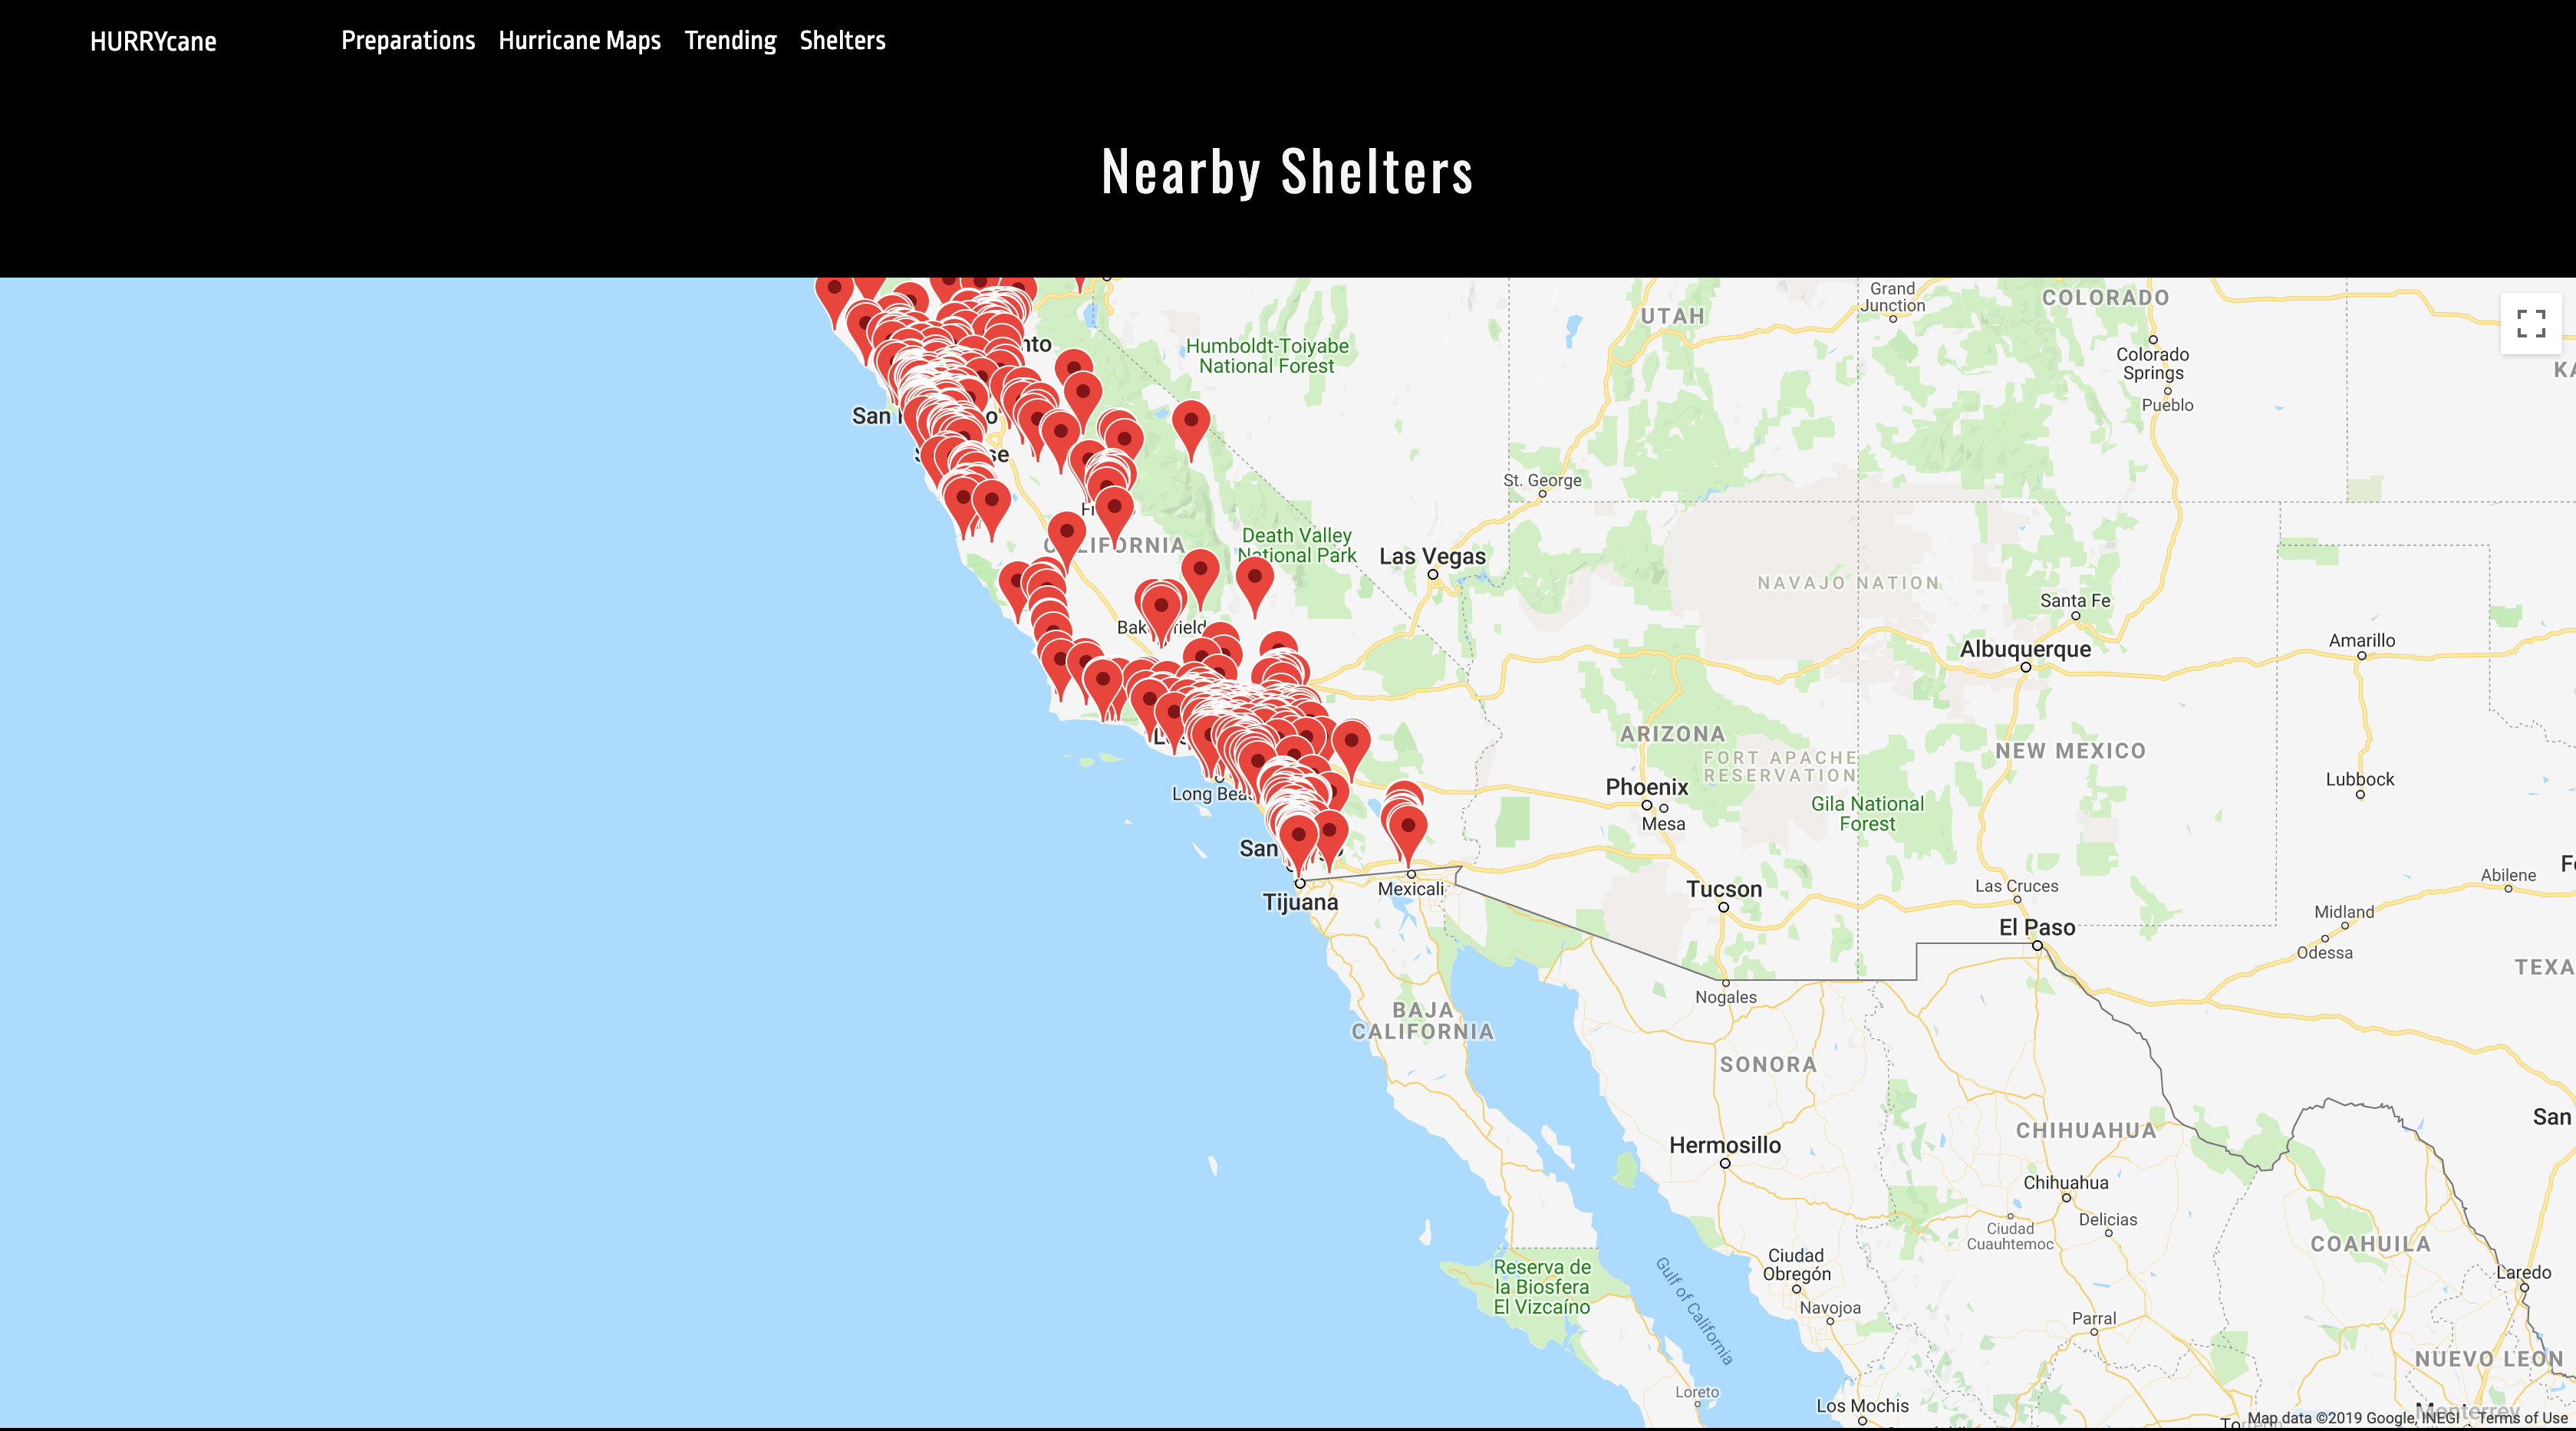 HURRYcane
Preparations
Hurricane Maps
Trending
Shelters
Nearby Shelters
Grand
Junction
COLORADO
UTAH
Humboldt-Toiyabe
National Forest
Colorado
Springs
Pueblo
St. George
Death Valley
National Park
Las Vegas
CALIFORNIA
NAVAJO NATION
Santa Fe
Amarillo
Albuquerque
ARIZONA
FORT APACHE
RESERVATION
NEW MEXICO
Phoenix
Mesa
Gila National
Forest
Lubbock
Long Bea
San
Tijuana
Mexicali
Tucson
Las Cruces
El Paso
Abilene
Midland
Odessa
TEXA
Nogales
BAJA
CALIFORNIA
SONORA
CHIHUAHUA
San
Hermosillo
Chihuahua
Delicias
Ciudad
Cuauhtemoc
COAHUILA
Ciudad
Obregón
Navojoa
Laredo
Reserva de
la Biosfera
El Vizcaíno
Gulf of California
Parral
NUEVO LEON
Loreto
Los Mochis
Monterrey
Map data ©2019 Google, INEGI
Terms of Use